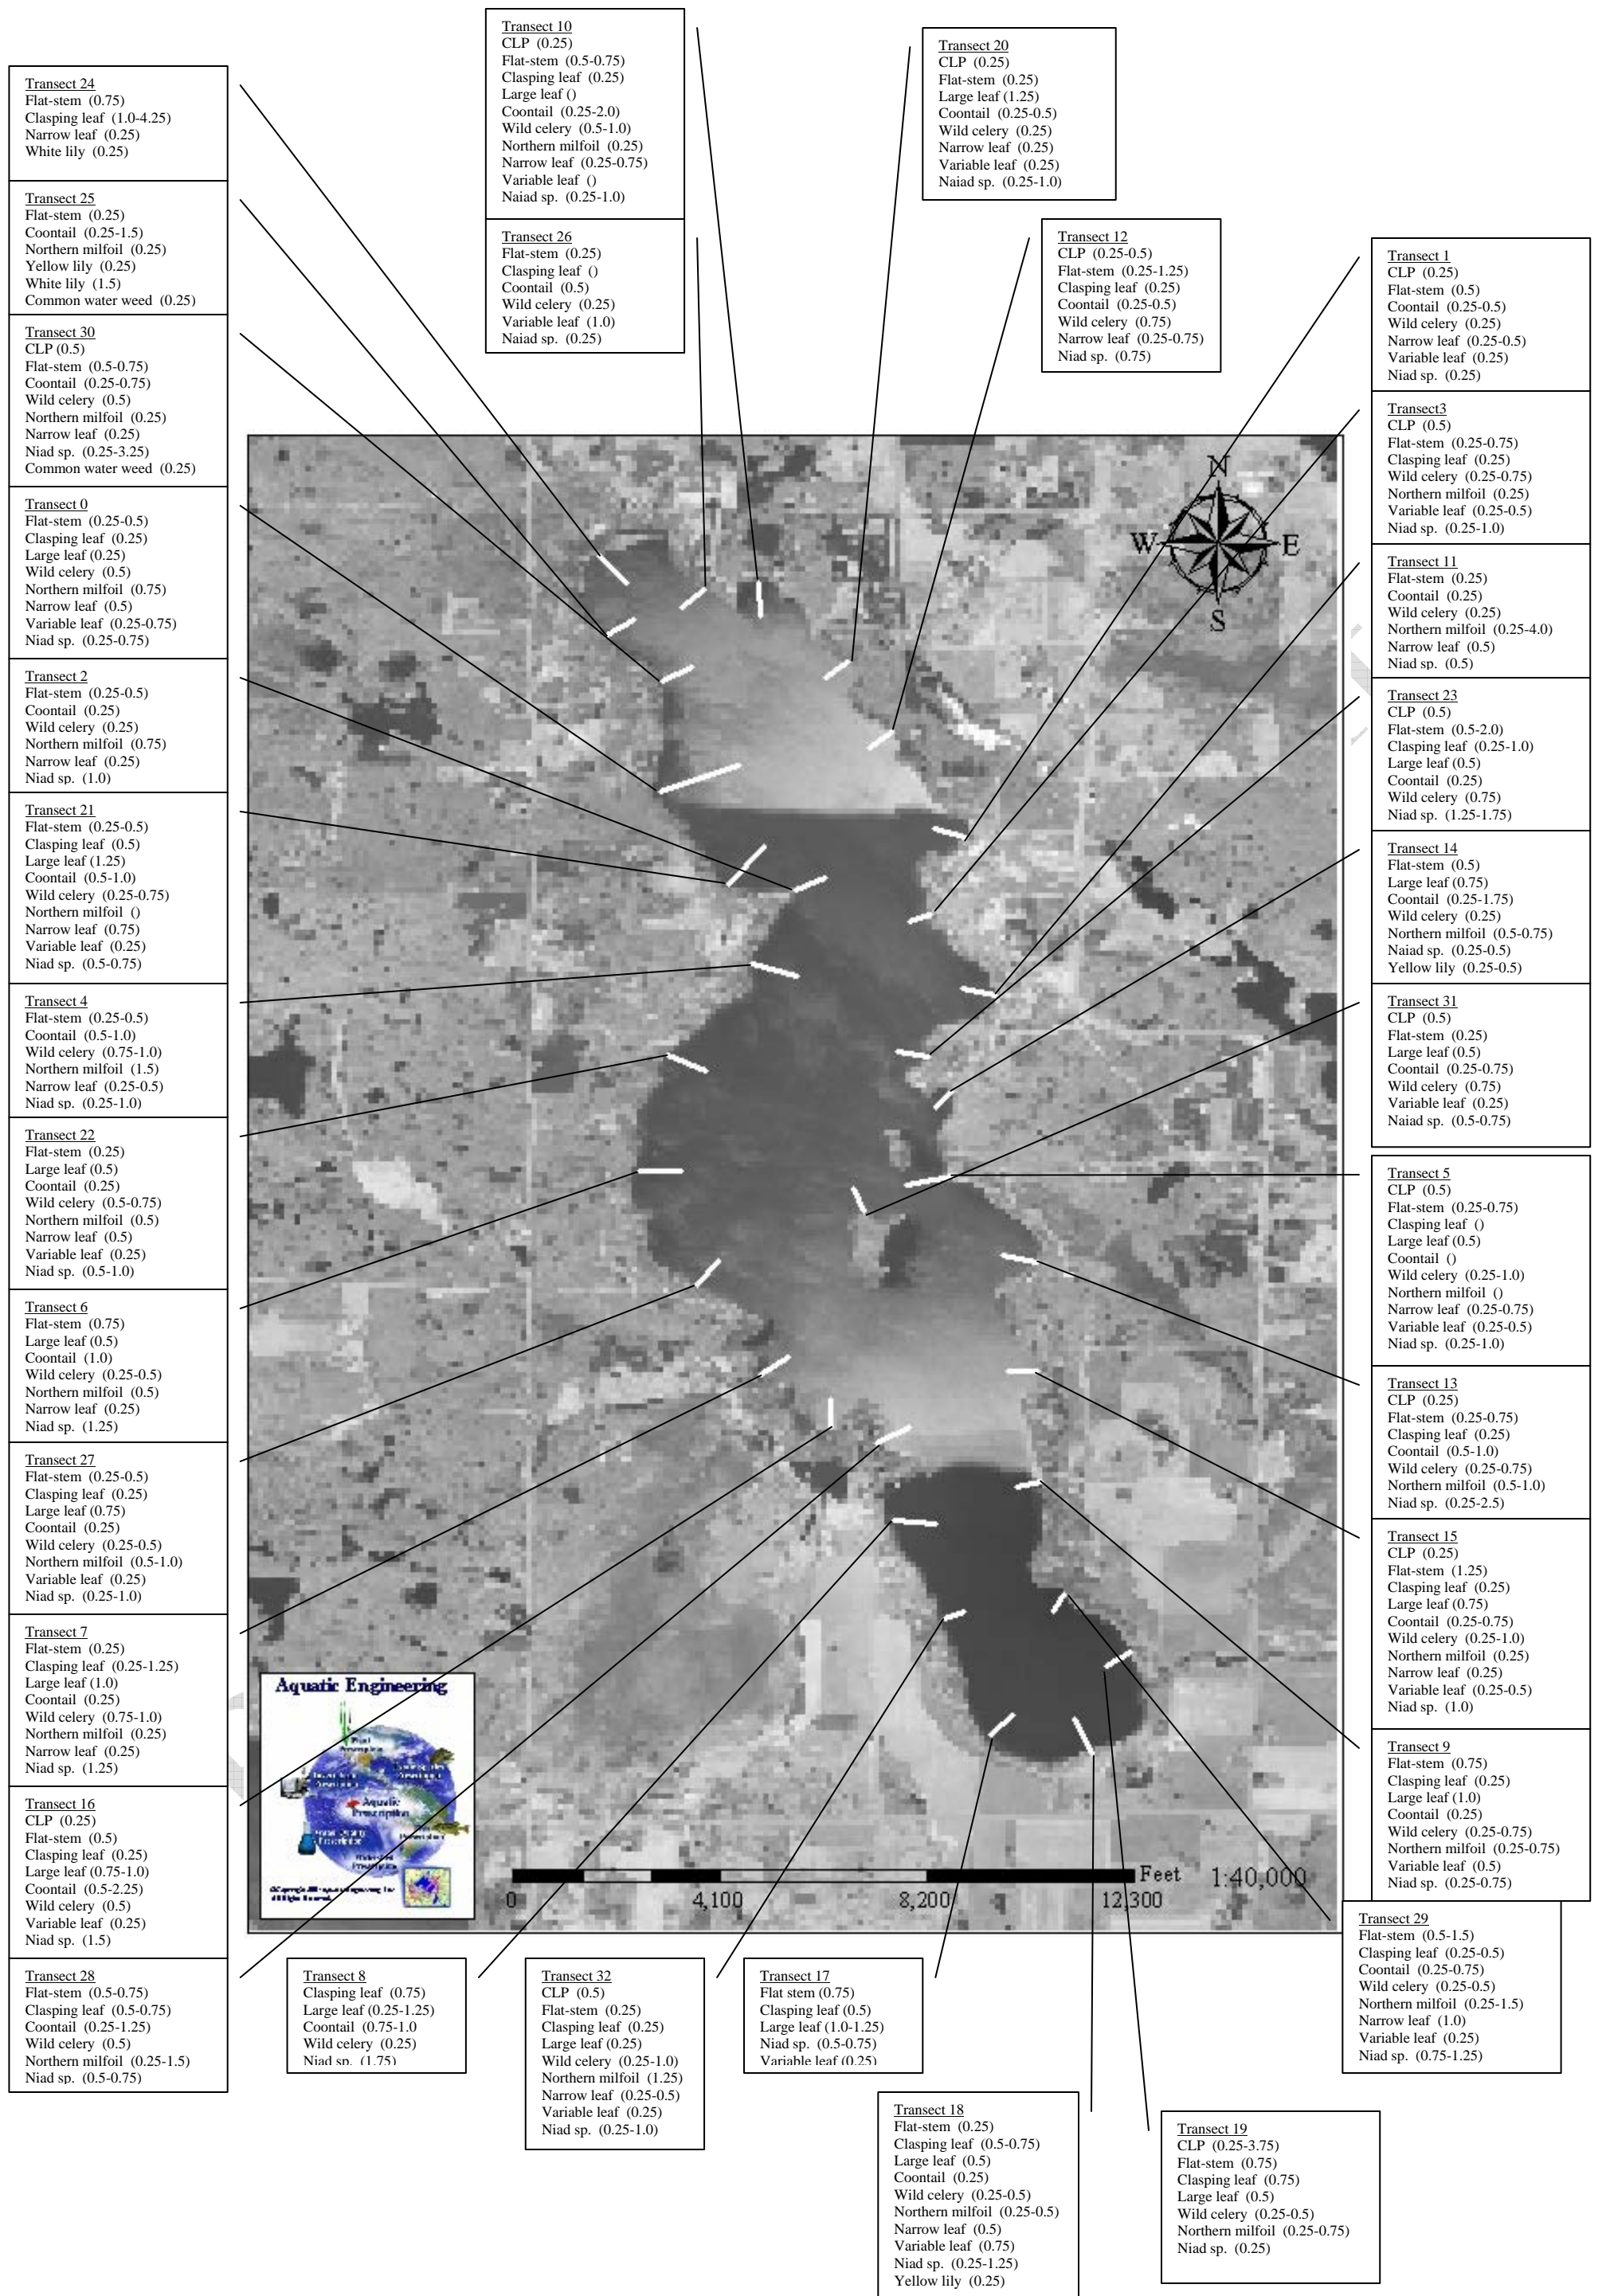 Transect 10
CLP (0.25)
Flat-stem (0.5-0.75)
Clasping leaf (0.25)
Large leaf ()
Coontail (0.25-2.0)
Wild celery (0.5-1.0)
Northern milfoil (0.25)
Narrow leaf (0.25-0.75)
Variable leaf ()
Naiad sp. (0.25-1.0)
Transect 20
CLP (0.25)
Flat-stem (0.25)
Large leaf (1.25)
Coontail (0.25-0.5)
Wild celery (0.25)
Narrow leaf (0.25)
Variable leaf (0.25)
Naiad sp. (0.25-1.0)
Transect 24
Flat-stem (0.75)
Clasping leaf (1.0-4.25)
Narrow leaf (0.25)
White lily (0.25)
Transect 25
Flat-stem (0.25)
Coontail (0.25-1.5)
Northern milfoil (0.25)
Yellow lily (0.25)
White lily (1.5)
Common water weed (0.25)
Transect 26
Flat-stem (0.25)
Clasping leaf ()
Coontail (0.5)
Wild celery (0.25)
Variable leaf (1.0)
Naiad sp. (0.25)
Transect 12
CLP (0.25-0.5)
Flat-stem (0.25-1.25)
Clasping leaf (0.25)
Coontail (0.25-0.5)
Wild celery (0.75)
Narrow leaf (0.25-0.75)
Niad sp. (0.75)
Transect 1
CLP (0.25)
Flat-stem (0.5)
Coontail (0.25-0.5)
Wild celery (0.25)
Narrow leaf (0.25-0.5)
Variable leaf (0.25)
Niad sp. (0.25)
Transect 30
CLP (0.5)
Flat-stem (0.5-0.75)
Coontail (0.25-0.75)
Wild celery (0.5)
Northern milfoil (0.25)
Narrow leaf (0.25)
Niad sp. (0.25-3.25)
Common water weed (0.25)
Transect3
CLP (0.5)
Flat-stem (0.25-0.75)
Clasping leaf (0.25)
Wild celery (0.25-0.75)
Northern milfoil (0.25)
Variable leaf (0.25-0.5)
Niad sp. (0.25-1.0)
Transect 0
Flat-stem (0.25-0.5)
Clasping leaf (0.25)
Large leaf (0.25)
Wild celery (0.5)
Northern milfoil (0.75)
Narrow leaf (0.5)
Variable leaf (0.25-0.75)
Niad sp. (0.25-0.75)
N
W
E
S
Transect 11
Flat-stem (0.25)
Coontail (0.25)
Wild celery (0.25)
Northern milfoil (0.25-4.0)
Narrow leaf (0.5)
Niad sp. (0.5)
Transect 2
Flat-stem (0.25-0.5)
Coontail (0.25)
Wild celery (0.25)
Northern milfoil (0.75)
Narrow leaf (0.25)
Niad sp. (1.0)
Transect 23
CLP (0.5)
Flat-stem (0.5-2.0)
Clasping leaf (0.25-1.0)
Large leaf (0.5)
Coontail (0.25)
Wild celery (0.75)
Niad sp. (1.25-1.75)
Transect 21
Flat-stem (0.25-0.5)
Clasping leaf (0.5)
Large leaf (1.25)
Coontail (0.5-1.0)
Wild celery (0.25-0.75)
Northern milfoil ()
Narrow leaf (0.75)
Variable leaf (0.25)
Niad sp. (0.5-0.75)
Transect 14
Flat-stem (0.5)
Large leaf (0.75)
Coontail (0.25-1.75)
Wild celery (0.25)
Northern milfoil (0.5-0.75)
Naiad sp. (0.25-0.5)
Yellow lily (0.25-0.5)
Transect 4
Flat-stem (0.25-0.5)
Coontail (0.5-1.0)
Wild celery (0.75-1.0)
Northern milfoil (1.5)
Narrow leaf (0.25-0.5)
Niad sp. (0.25-1.0)
Transect 31
CLP (0.5)
Flat-stem (0.25)
Large leaf (0.5)
Coontail (0.25-0.75)
Wild celery (0.75)
Variable leaf (0.25)
Naiad sp. (0.5-0.75)
Transect 22
Flat-stem (0.25)
Large leaf (0.5)
Coontail (0.25)
Wild celery (0.5-0.75)
Northern milfoil (0.5)
Narrow leaf (0.5)
Variable leaf (0.25)
Niad sp. (0.5-1.0)
Transect 5
CLP (0.5)
Flat-stem (0.25-0.75)
Clasping leaf ()
Large leaf (0.5)
Coontail ()
Wild celery (0.25-1.0)
Northern milfoil ()
Narrow leaf (0.25-0.75)
Variable leaf (0.25-0.5)
Niad sp. (0.25-1.0)
Transect 6
Flat-stem (0.75)
Large leaf (0.5)
Coontail (1.0)
Wild celery (0.25-0.5)
Northern milfoil (0.5)
Narrow leaf (0.25)
Niad sp. (1.25)
Transect 13
CLP (0.25)
Flat-stem (0.25-0.75)
Clasping leaf (0.25)
Coontail (0.5-1.0)
Wild celery (0.25-0.75)
Northern milfoil (0.5-1.0)
Niad sp. (0.25-2.5)
Transect 27
Flat-stem (0.25-0.5)
Clasping leaf (0.25)
Large leaf (0.75)
Coontail (0.25)
Wild celery (0.25-0.5)
Northern milfoil (0.5-1.0)
Variable leaf (0.25)
Niad sp. (0.25-1.0)
Transect 15
CLP (0.25)
Flat-stem (1.25)
Clasping leaf (0.25)
Large leaf (0.75)
Coontail (0.25-0.75)
Wild celery (0.25-1.0)
Northern milfoil (0.25)
Narrow leaf (0.25)
Variable leaf (0.25-0.5)
Niad sp. (1.0)
Transect 7
Flat-stem (0.25)
Clasping leaf (0.25-1.25)
Large leaf (1.0)
Coontail (0.25)
Wild celery (0.75-1.0)
Northern milfoil (0.25)
Narrow leaf (0.25)
Niad sp. (1.25)
Aquatic Engineering
Aquatic
Prescription
Transect 9
Flat-stem (0.75)
Clasping leaf (0.25)
Large leaf (1.0)
Coontail (0.25)
Wild celery (0.25-0.75)
Northern milfoil (0.25-0.75)
Variable leaf (0.5)
Niad sp. (0.25-0.75)
Transect 16
CLP (0.25)
Flat-stem (0.5)
Clasping leaf (0.25)
Large leaf (0.75-1.0)
Coontail (0.5-2.25)
Wild celery (0.5)
Variable leaf (0.25)
Niad sp. (1.5)
Feet 1:40,000
0 4,100 8,200 12,300
Transect 29
Flat-stem (0.5-1.5)
Clasping leaf (0.25-0.5)
Coontail (0.25-0.75)
Wild celery (0.25-0.5)
Northern milfoil (0.25-1.5)
Narrow leaf (1.0)
Variable leaf (0.25)
Niad sp. (0.75-1.25)
Transect 28
Flat-stem (0.5-0.75)
Clasping leaf (0.5-0.75)
Coontail (0.25-1.25)
Wild celery (0.5)
Northern milfoil (0.25-1.5)
Niad sp. (0.5-0.75)
Transect 8
Clasping leaf (0.75)
Large leaf (0.25-1.25)
Coontail (0.75-1.0
Wild celery (0.25)
Niad sp. (1.75)
Transect 32
CLP (0.5)
Flat-stem (0.25)
Clasping leaf (0.25)
Large leaf (0.25)
Wild celery (0.25-1.0)
Northern milfoil (1.25)
Narrow leaf (0.25-0.5)
Variable leaf (0.25)
Niad sp. (0.25-1.0)
Transect 17
Flat stem (0.75)
Clasping leaf (0.5)
Large leaf (1.0-1.25)
Niad sp. (0.5-0.75)
Variable leaf (0.25)
Transect 18
Flat-stem (0.25)
Clasping leaf (0.5-0.75)
Large leaf (0.5)
Coontail (0.25)
Wild celery (0.25-0.5)
Northern milfoil (0.25-0.5)
Narrow leaf (0.5)
Variable leaf (0.75)
Niad sp. (0.25-1.25)
Yellow lily (0.25)
Transect 19
CLP (0.25-3.75)
Flat-stem (0.75)
Clasping leaf (0.75)
Large leaf (0.5)
Wild celery (0.25-0.5)
Northern milfoil (0.25-0.75)
Niad sp. (0.25)